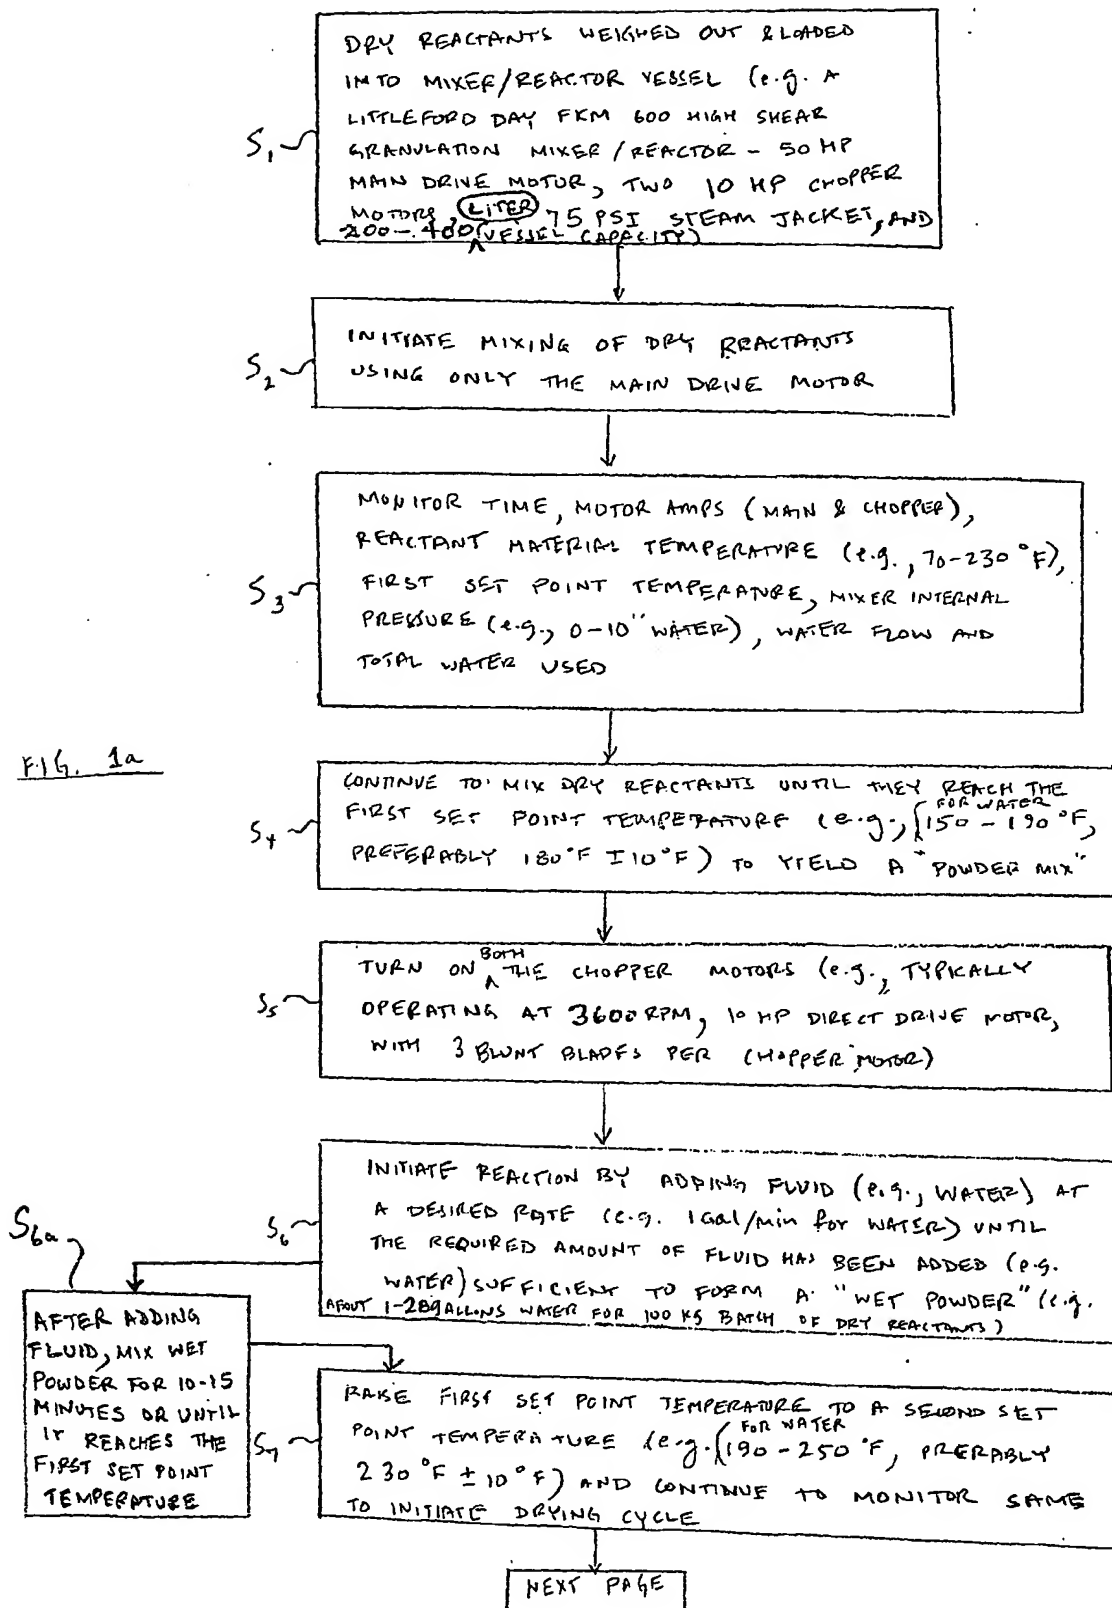 S1
DRY REACTANTS WEIGHED OUT & LOADED
INTO MIXER/REACTOR VESSEL (e.g. A
LITTLEFORD DAY FKM 600 HIGH SHEAR
GRANULATION MIXER/REACTOR - 50 HP
MAIN DRIVE MOTOR, TWO 10 HP CHOPPER
MOTORS, LITER 75 PSI STEAM JACKET, AND
200-400 (VESSEL CAPACITY)
S2
INITIATE MIXING OF DRY REACTANTS
USING ONLY THE MAIN DRIVE MOTOR
S3
MONITOR TIME, MOTOR AMPS (MAIN & CHOPPER),
REACTANT MATERIAL TEMPERATURE (e.g., 70-230°F),
FIRST SET POINT TEMPERATURE, MIXER INTERNAL
PRESSURE (e.g., 0-10" WATER), WATER FLOW AND
TOTAL WATER USED
FIG. 1a
S4
CONTINUE TO MIX DRY REACTANTS UNTIL THEY REACH THE
FOR WATER
FIRST SET POINT TEMPERATURE (e.g., 150-190°F,
PREFERABLY 180°F ±10°F) TO YIELD A "POWDER MIX"
S5
BOTH
TURN ON THE CHOPPER MOTORS (e.g., TYPICALLY
OPERATING AT 3600 RPM, 10 HP DIRECT DRIVE MOTOR,
WITH 3 BLUNT BLADES PER CHOPPER MOTOR)
S6
INITIATE REACTION BY ADDING FLUID (e.g., WATER) AT
A DESIRED RATE (e.g. 1Gal/min for WATER) UNTIL
THE REQUIRED AMOUNT OF FLUID HAS BEEN ADDED (e.g.
WATER) SUFFICIENT TO FORM A "WET POWDER" (e.g.
ABOUT 1-28gALLONS WATER FOR 100 KG BATCH OF DRY REACTANTS)
S6a
AFTER ADDING
FLUID, MIX WET
POWDER FOR 10-15
MINUTES OR UNTIL
IT REACHES THE
FIRST SET POINT
TEMPERATURE
S7
RAISE FIRST SET POINT TEMPERATURE TO A SECOND SET
FOR WATER
POINT TEMPERATURE (e.g. 190-250°F, PRERABLY
230°F ±10°F) AND CONTINUE TO MONITOR SAME
TO INITIATE DRYING CYCLE
NEXT PAGE